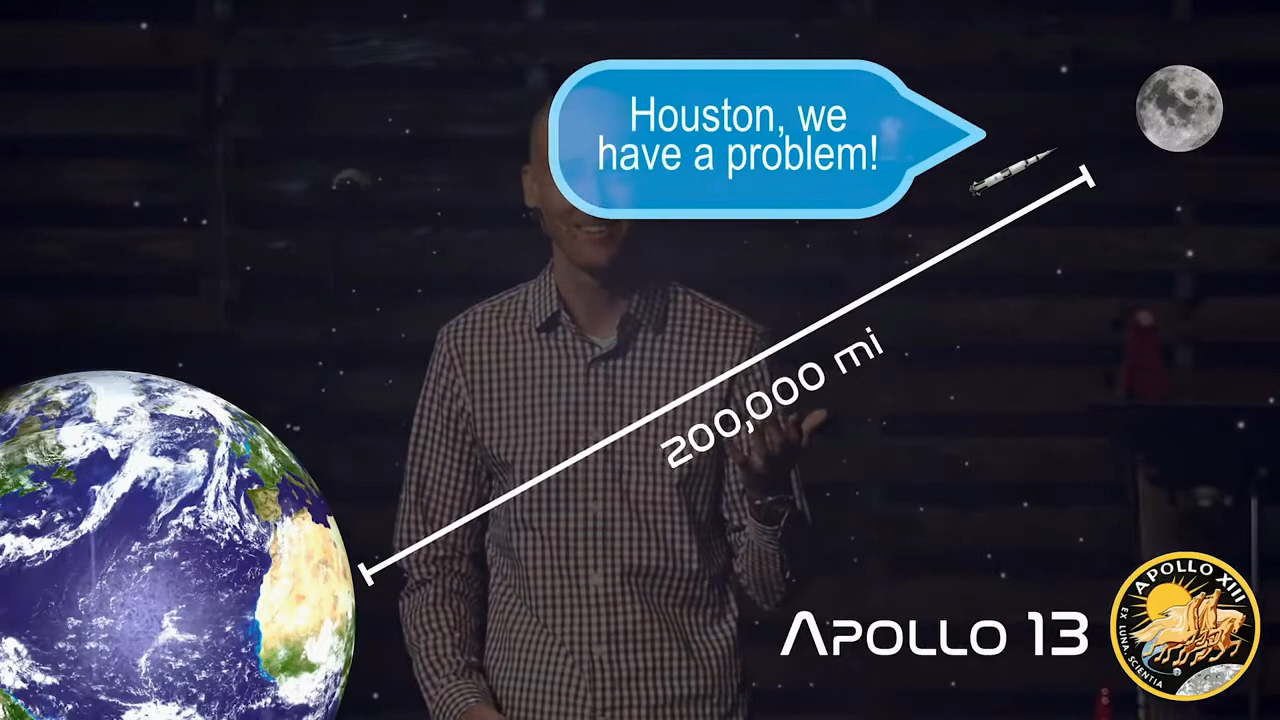 Houston, we
have a problem!
200,000 mi
APOLLO 13
APOLLO XIII
EX LUNA, SCIENTIA